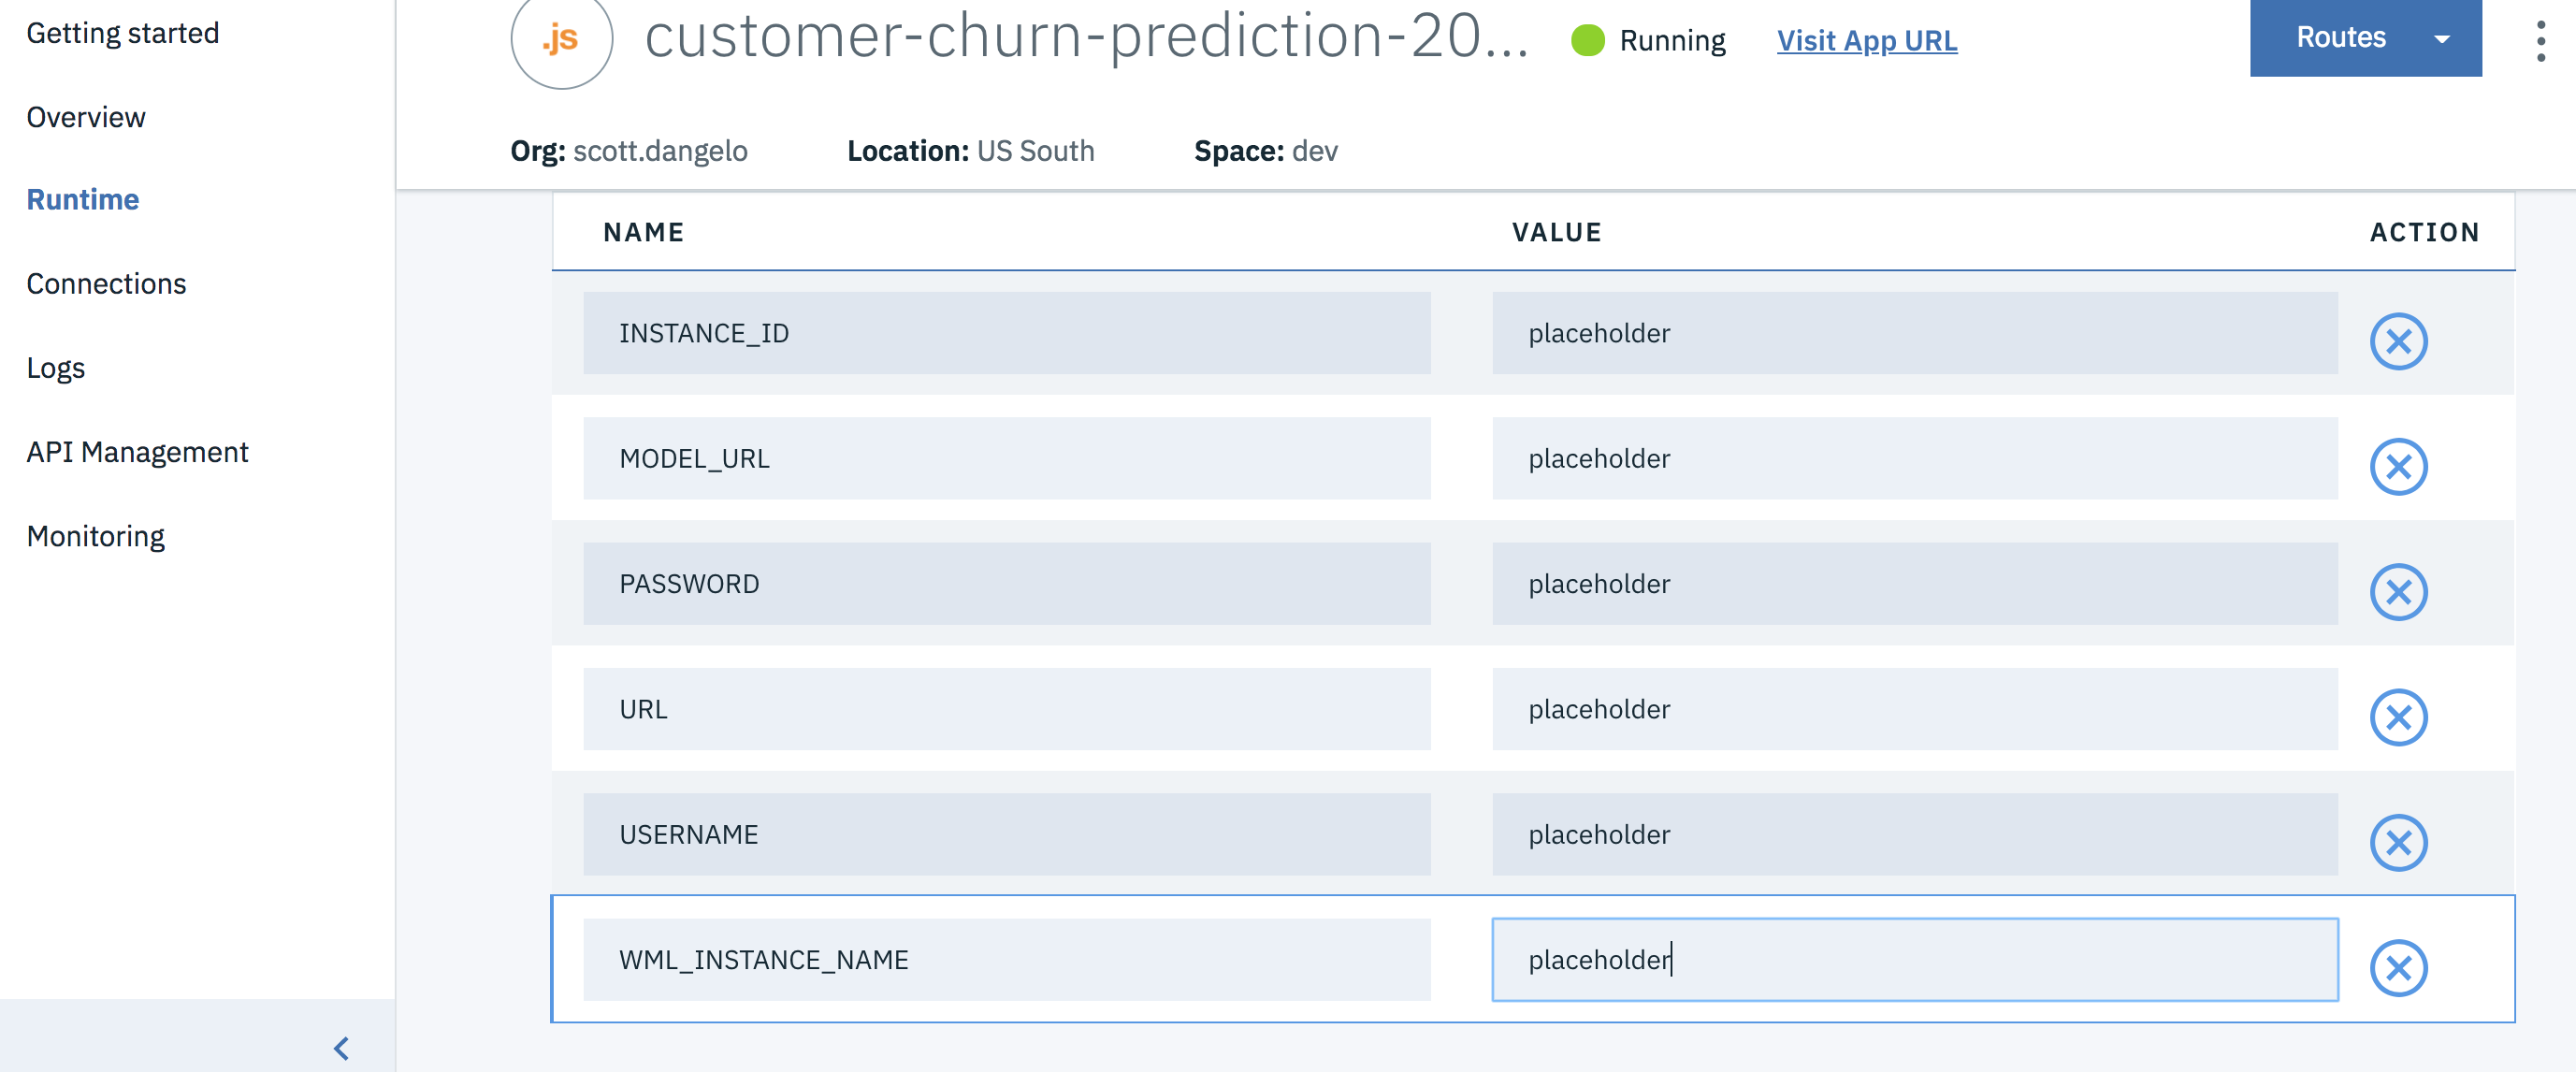 Getting started
Overview
Runtime
Connections
Logs
API Management
Monitoring
.js
customer-churn-prediction-20...
Running
Visit App URL
Routes
Org: scott.dangelo
Location: US South
Space: dev
NAME VALUE ACTION
INSTANCE_ID placeholder
MODEL_URL placeholder
PASSWORD placeholder
URL placeholder
USERNAME placeholder
WML_INSTANCE_NAME placeholder